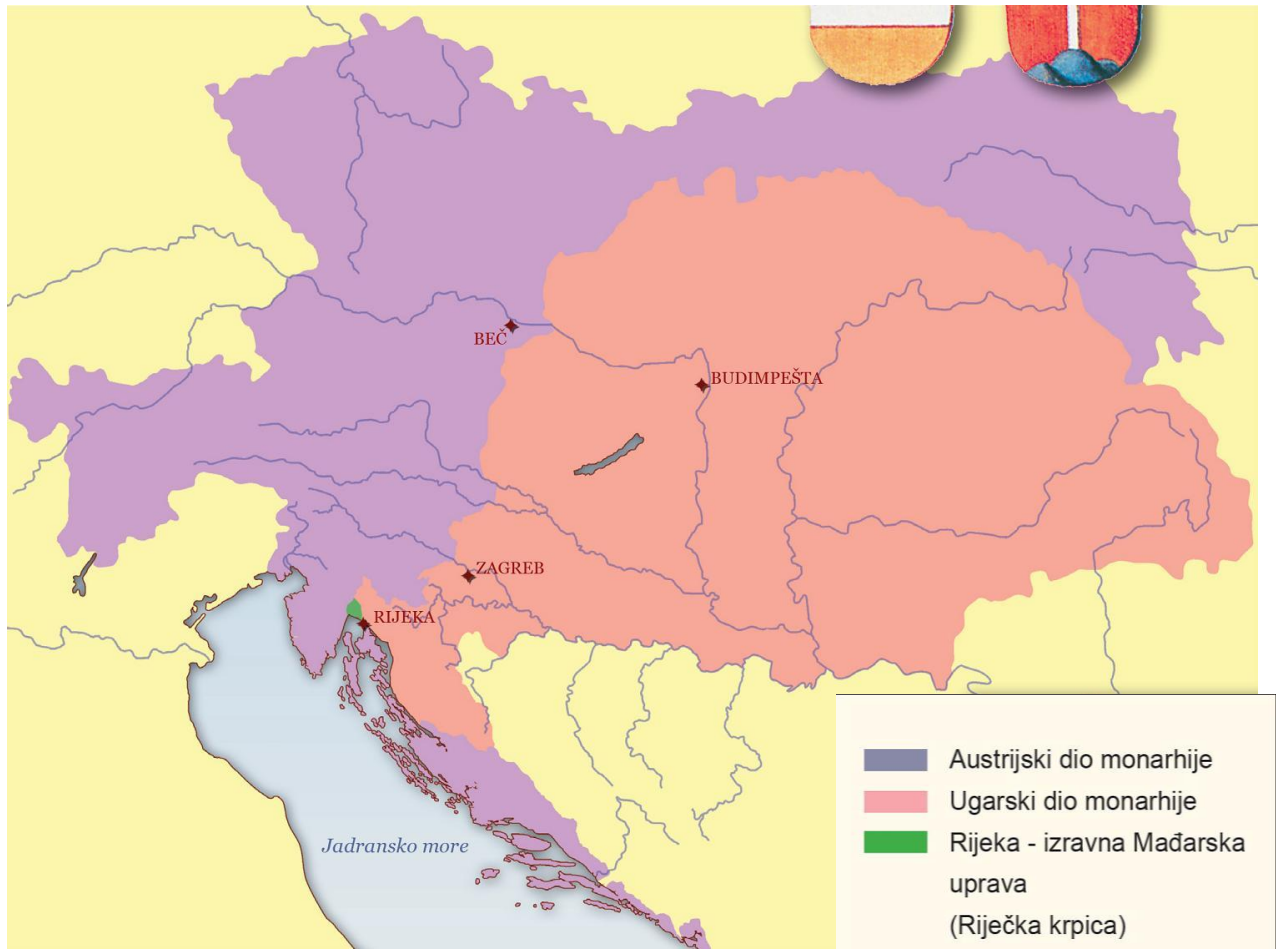 BEČ
BUDIMPEŠTA
ZAGREB
RIJEKA
Jadransko more
Austrijski dio monarhije
Ugarski dio monarhije
Rijeka - izravna Mađarska
uprava
(Riječka krpica)